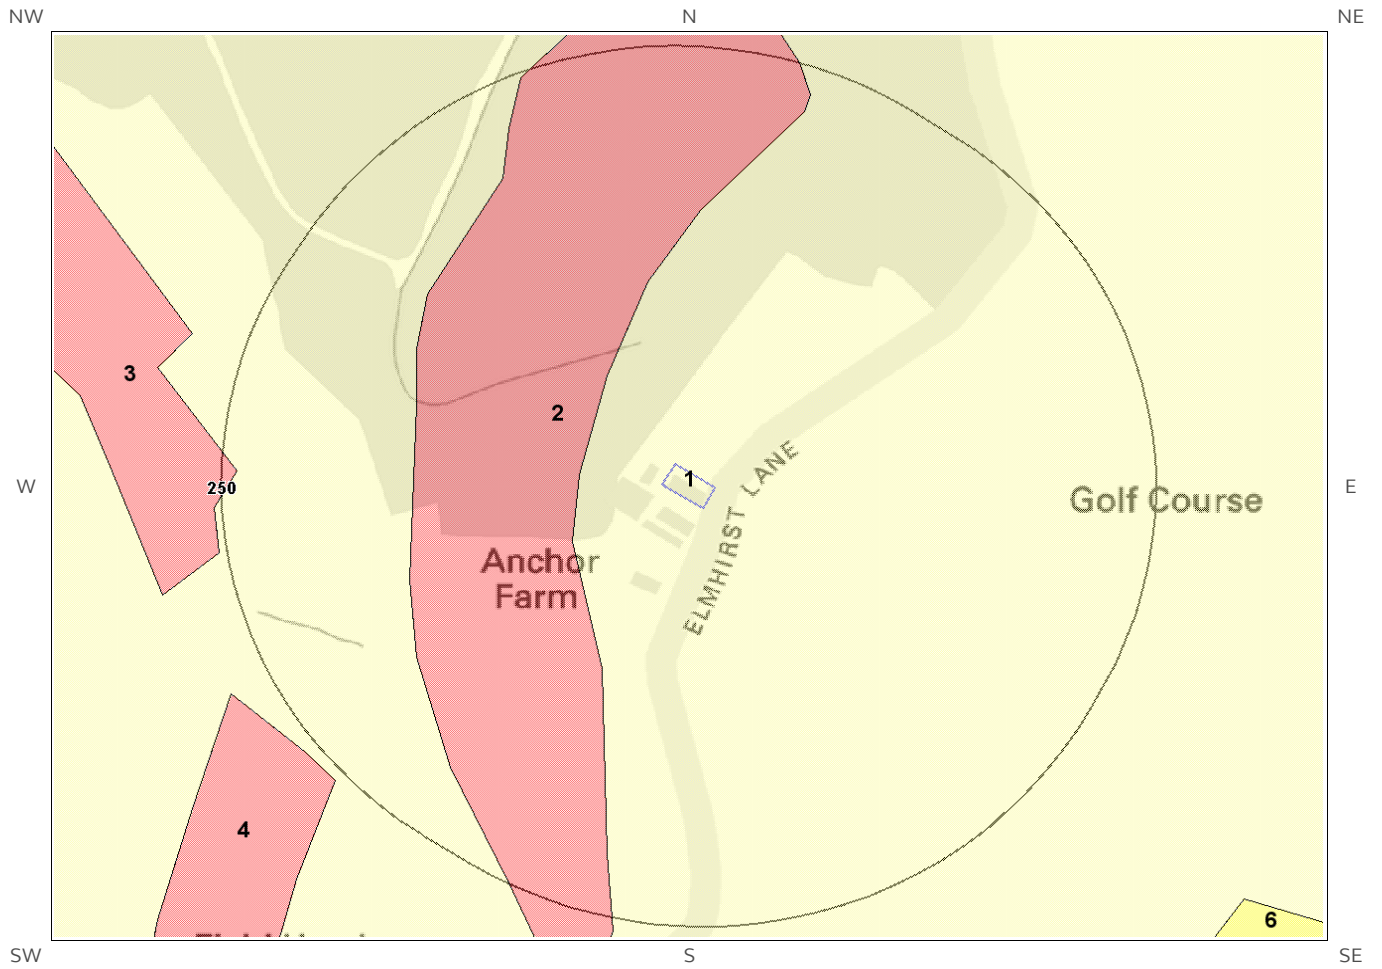 NW N NE
3
2
W 250 1 E
ELMHIRST LANE
Golf Course
Anchor
Farm
4
6
SW S SE